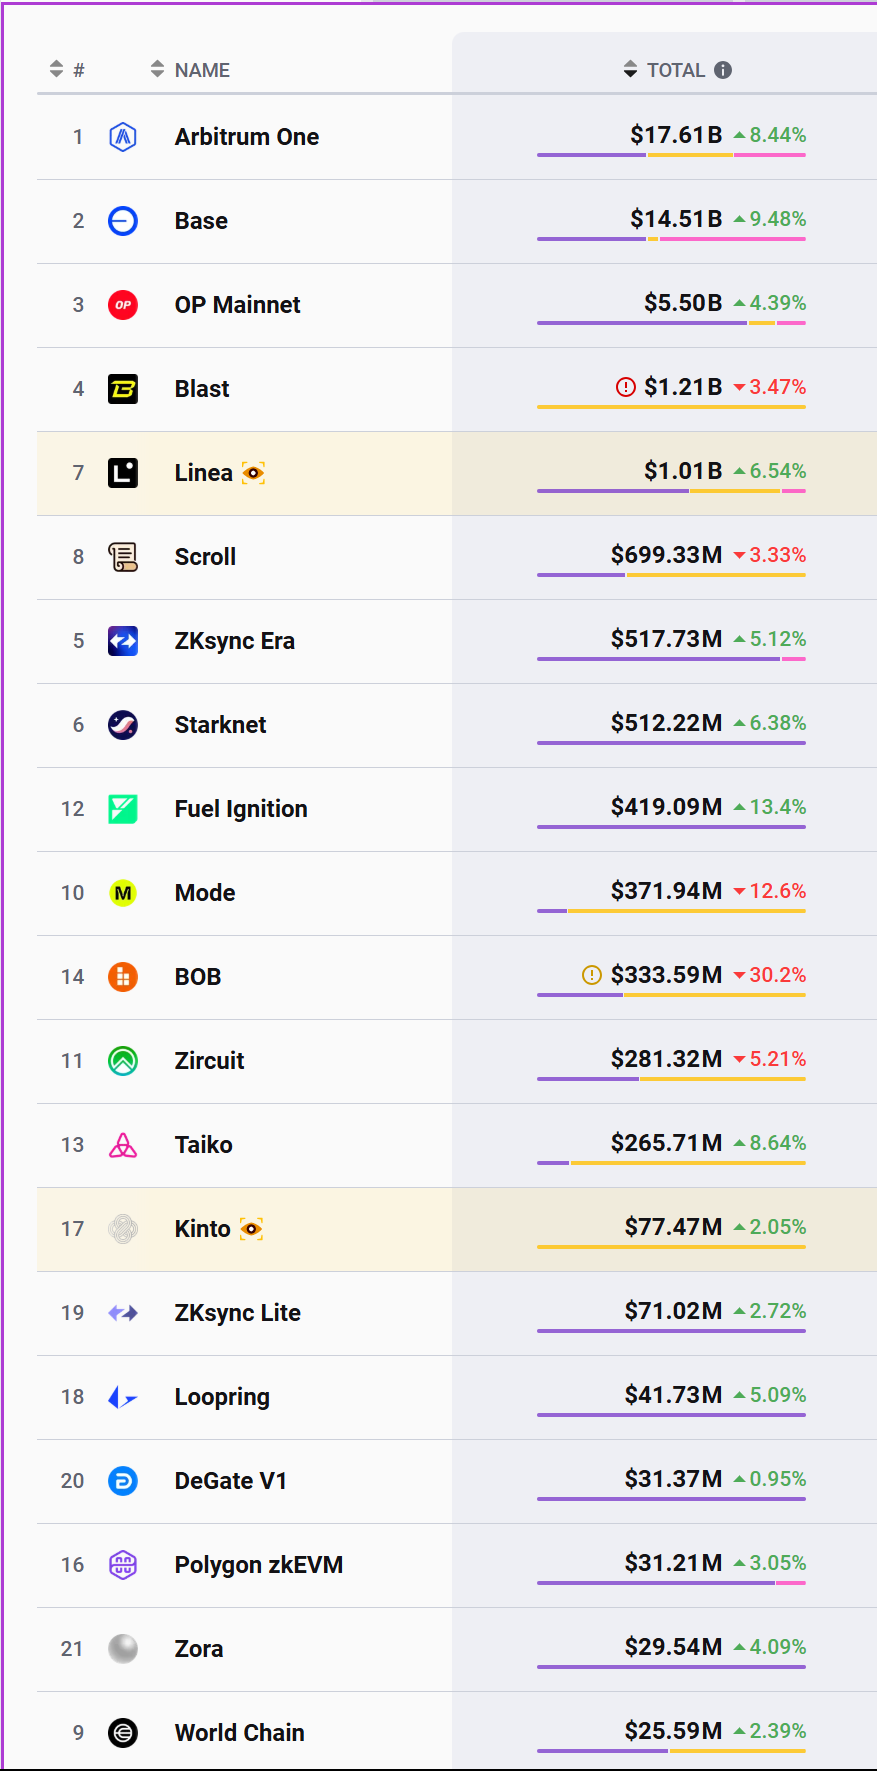 # NAME TOTAL
1 Arbitrum One $17.61B 8.44%
2 Base $14.51B 9.48%
3 OP OP Mainnet $5.50B 4.39%
4 B Blast $1.21B 3.47%
7 L Linea $1.01B 6.54%
8 Scroll $699.33M 3.33%
5 ZKsync Era $517.73M 5.12%
6 Starknet $512.22M 6.38%
12 Fuel Ignition $419.09M 13.4%
10 M Mode $371.94M 12.6%
14 BOB $333.59M 30.2%
11 Zircuit $281.32M 5.21%
13 Taiko $265.71M 8.64%
17 Kinto $77.47M 2.05%
19 ZKsync Lite $71.02M 2.72%
18 Loopring $41.73M 5.09%
20 DeGate V1 $31.37M 0.95%
16 Polygon zkEVM $31.21M 3.05%
21 Zora $29.54M 4.09%
9 World Chain $25.59M 2.39%